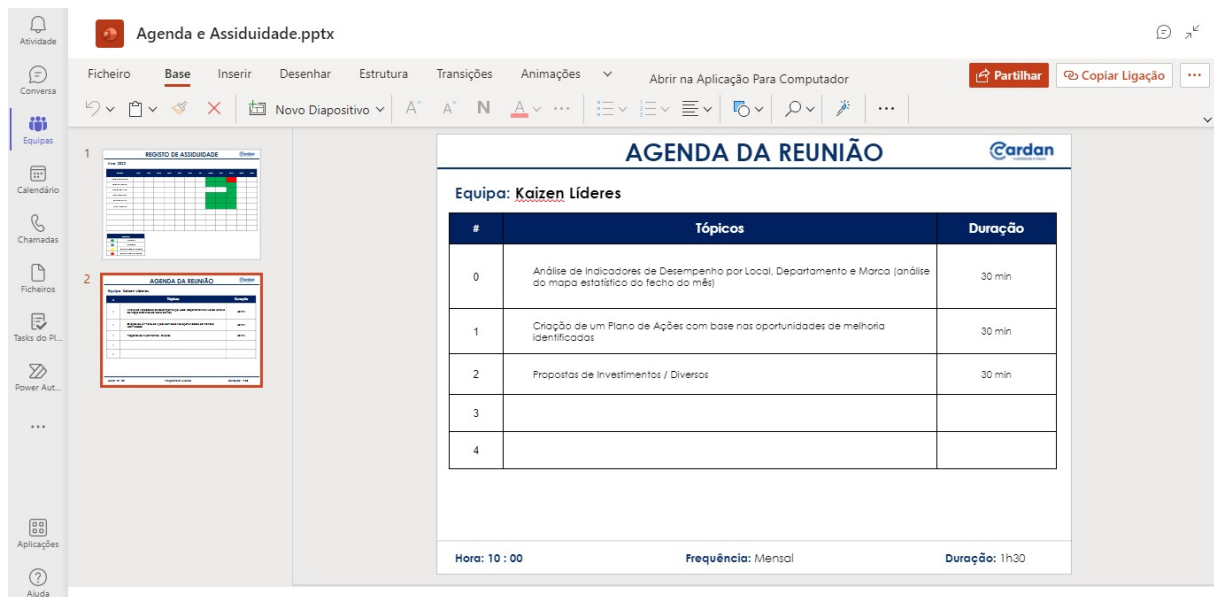 Atividade
Agenda e Assiduidade.pptx
Conversa
Ficheiro Base Inserir Desenhar Estrutura Transições Animações Abrir na Aplicação Para Computador Partilhar Copiar Ligação
Novo Diapositivo A A N A
Equipas
Calendário
Chamadas
Ficheiros
Tasks do Pl...
Power Aut...
Aplicações
Ajuda
1
REGISTO DE ASSIDUIDADE Cardan
2
AGENDA DA REUNIÃO Cardan
AGENDA DA REUNIÃO
Cardan
Equipa: Kaizen Líderes
# Tópicos Duração
0 Análise de Indicadores de Desempenho por Local, Departamento e Marca (análise
do mapa estatístico do fecho do mês) 30 min
1 Criação de um Plano de Ações com base nas oportunidades de melhoria
identificadas 30 min
2 Propostas de Investimentos / Diversos 30 min
3
4
Hora: 10 : 00 Frequência: Mensal Duração: 1h30